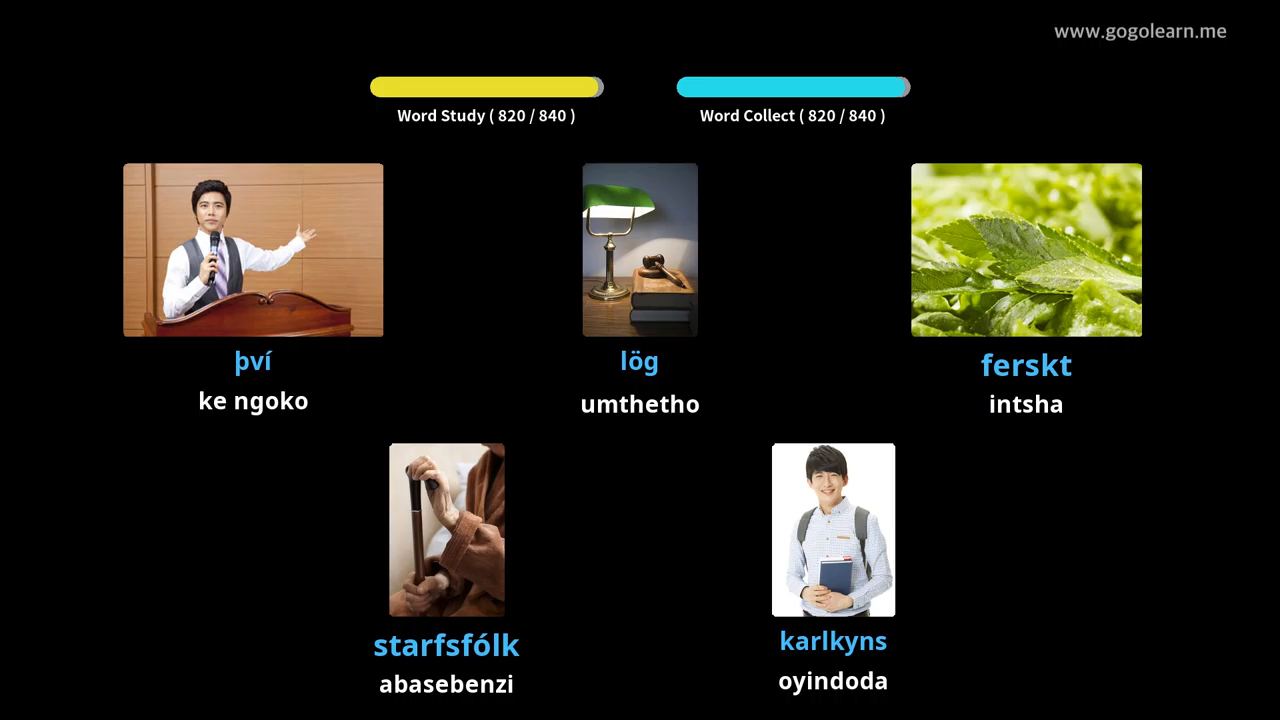 www.gogolearn.me
Word Study ( 820 / 840 )
Word Collect ( 820 / 840 )
því
lög
ferskt
ke ngoko
umthetho
intsha
starfsfólk
karlkyns
abasebenzi
oyindoda